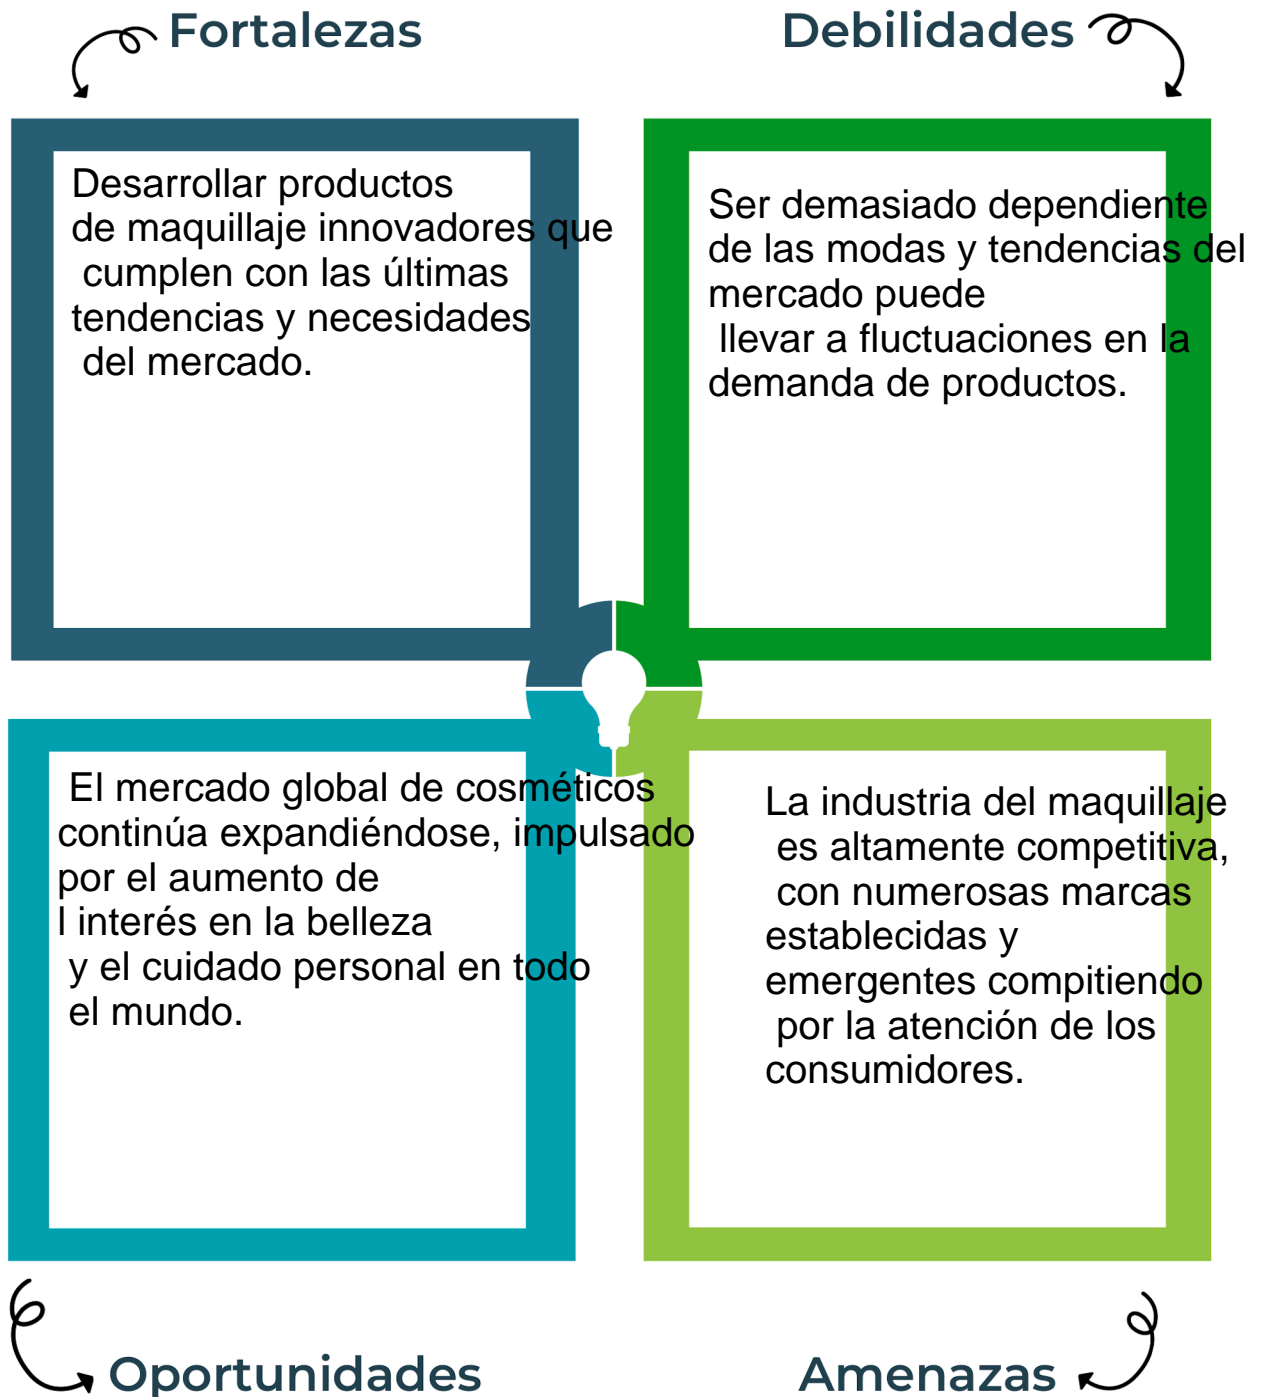 Fortalezas
Desarrollar productos
de maquillaje innovadores que
cumplen con las últimas
tendencias y necesidades
del mercado.
Debilidades
Ser demasiado dependiente
de las modas y tendencias del
mercado puede
llevar a fluctuaciones en la
demanda de productos.
El mercado global de cosméticos
continúa expandiéndose, impulsado
por el aumento de
l interés en la belleza
y el cuidado personal en todo
el mundo.
Oportunidades
La industria del maquillaje
es altamente competitiva,
con numerosas marcas
establecidas y
emergentes compitiendo
por la atención de los
consumidores.
Amenazas